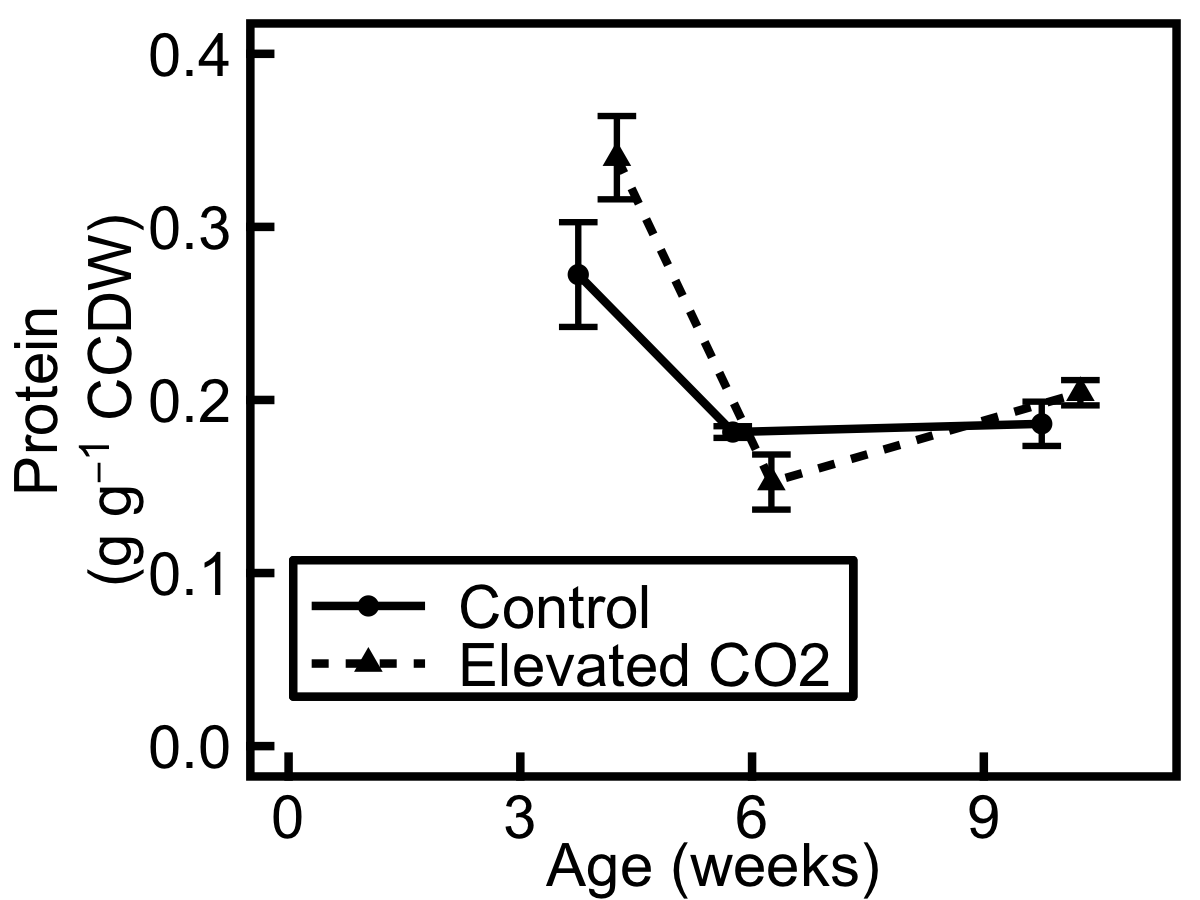 0.4
0.3
0.2
0.1
0.0
Protein
(g g⁻¹ CCDW)
Control
Elevated CO2
0 3 6 9
Age (weeks)